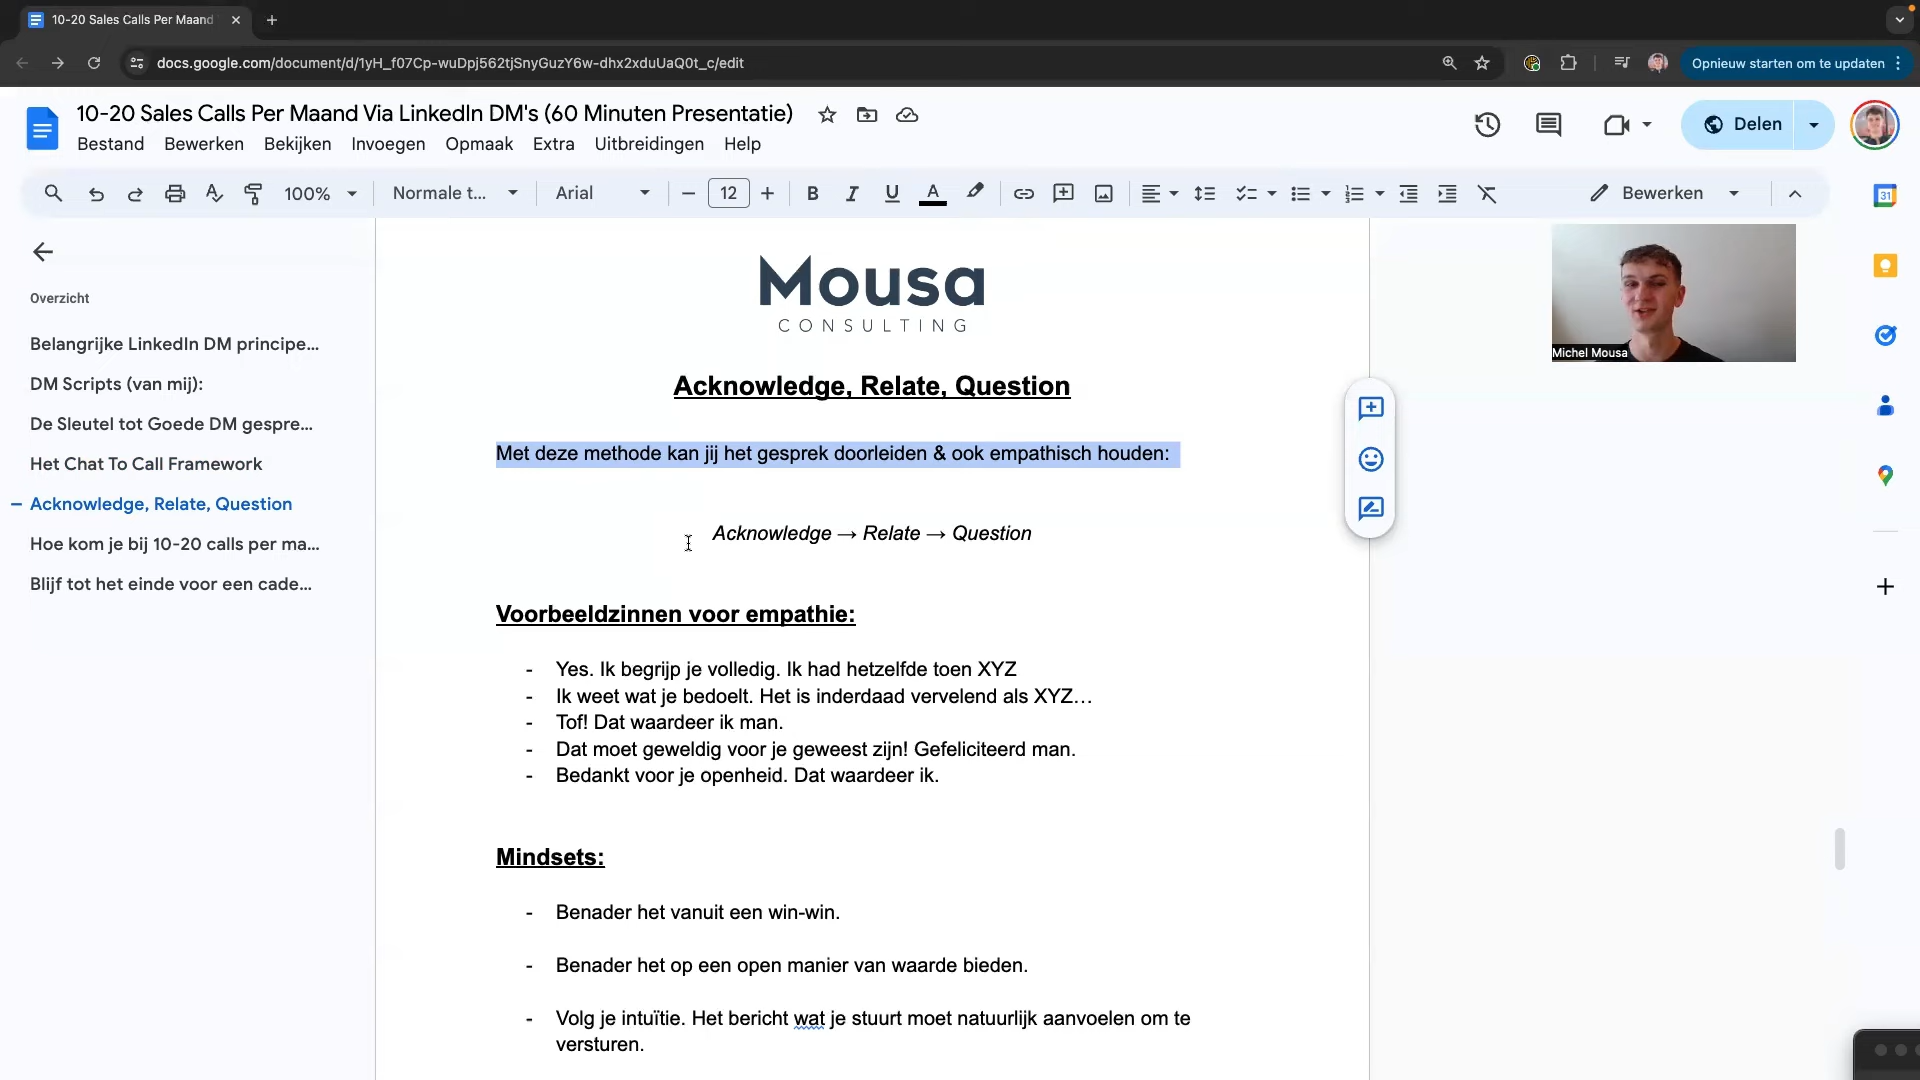 10-20 Sales Calls Per Maand
docs.google.com/document/d/1yH_f07Cp-wuDpj562tjSnyGuzY6w-dhx2xduUaQ0t_c/edit
Opnieuw starten om te updaten
10-20 Sales Calls Per Maand Via LinkedIn DM's (60 Minuten Presentatie)
Bestand Bewerken Bekijken Invoegen Opmaak Extra Uitbreidingen Help
Delen
100% Normale t... Arial 12 B I U A Bewerken
31
Overzicht
Belangrijke LinkedIn DM principe...
DM Scripts (van mij):
De Sleutel tot Goede DM gespre...
Het Chat To Call Framework
Acknowledge, Relate, Question
Hoe kom je bij 10-20 calls per ma...
Blijf tot het einde voor een cade...
Mousa
CONSULTING
Michel Mousa
Acknowledge, Relate, Question
Met deze methode kan jij het gesprek doorleiden & ook empathisch houden:
Acknowledge → Relate → Question
Voorbeeldzinnen voor empathie:
- Yes. Ik begrijp je volledig. Ik had hetzelfde toen XYZ
- Ik weet wat je bedoelt. Het is inderdaad vervelend als XYZ…
- Tof! Dat waardeer ik man.
- Dat moet geweldig voor je geweest zijn! Gefeliciteerd man.
- Bedankt voor je openheid. Dat waardeer ik.
Mindsets:
- Benader het vanuit een win-win.
- Benader het op een open manier van waarde bieden.
- Volg je intuïtie. Het bericht wat je stuurt moet natuurlijk aanvoelen om te
versturen.